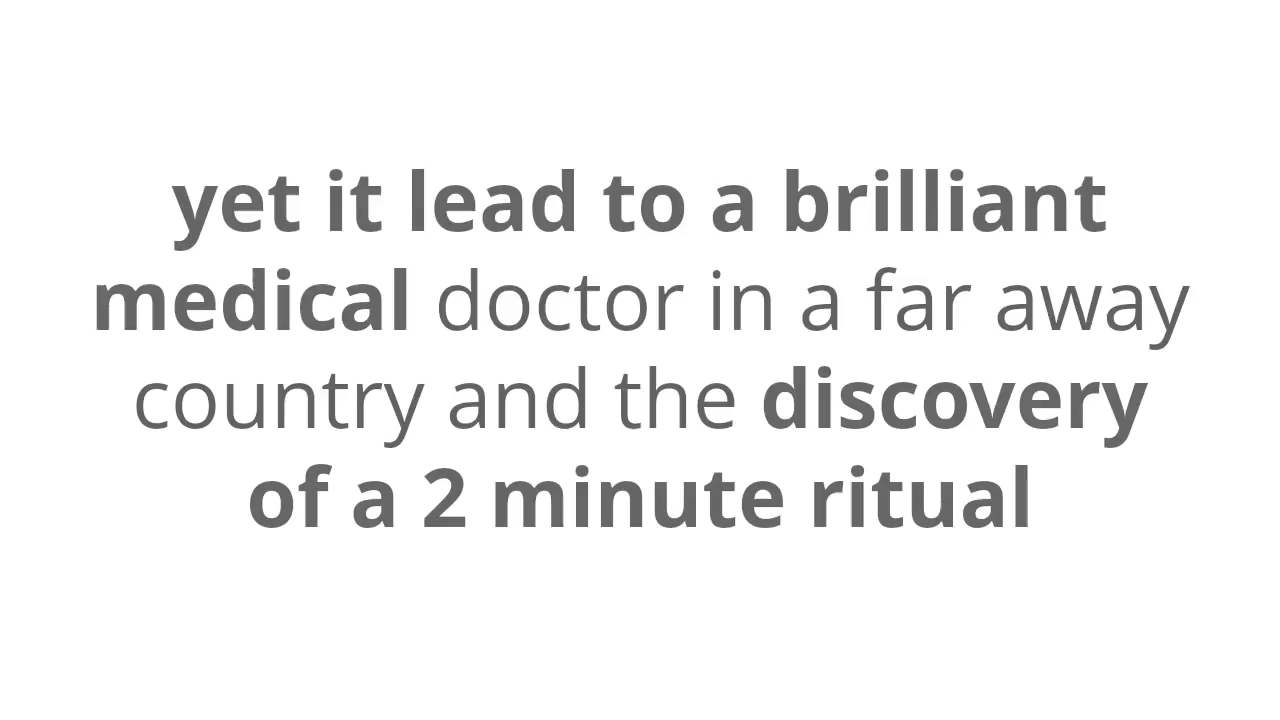 yet it lead to a brilliant
medical doctor in a far away
country and the discovery
of a 2 minute ritual